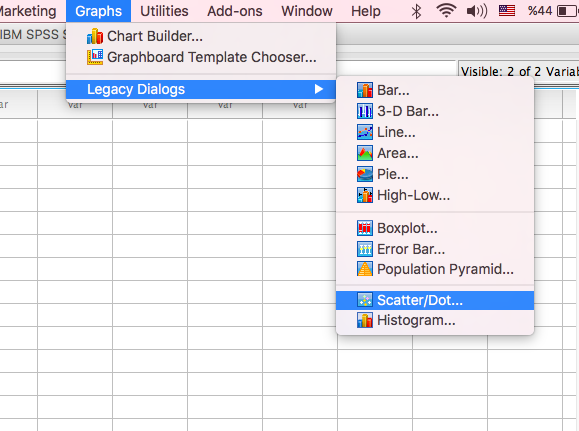 Marketing Graphs Utilities Add-ons Window Help %44
IBM SPSS S
Chart Builder...
Graphboard Template Chooser...
Legacy Dialogs
Visible: 2 of 2 Variab
ar var var var var
Bar...
3-D Bar...
Line...
Area...
Pie...
High-Low...
Boxplot...
Error Bar...
Population Pyramid...
Scatter/Dot...
Histogram...